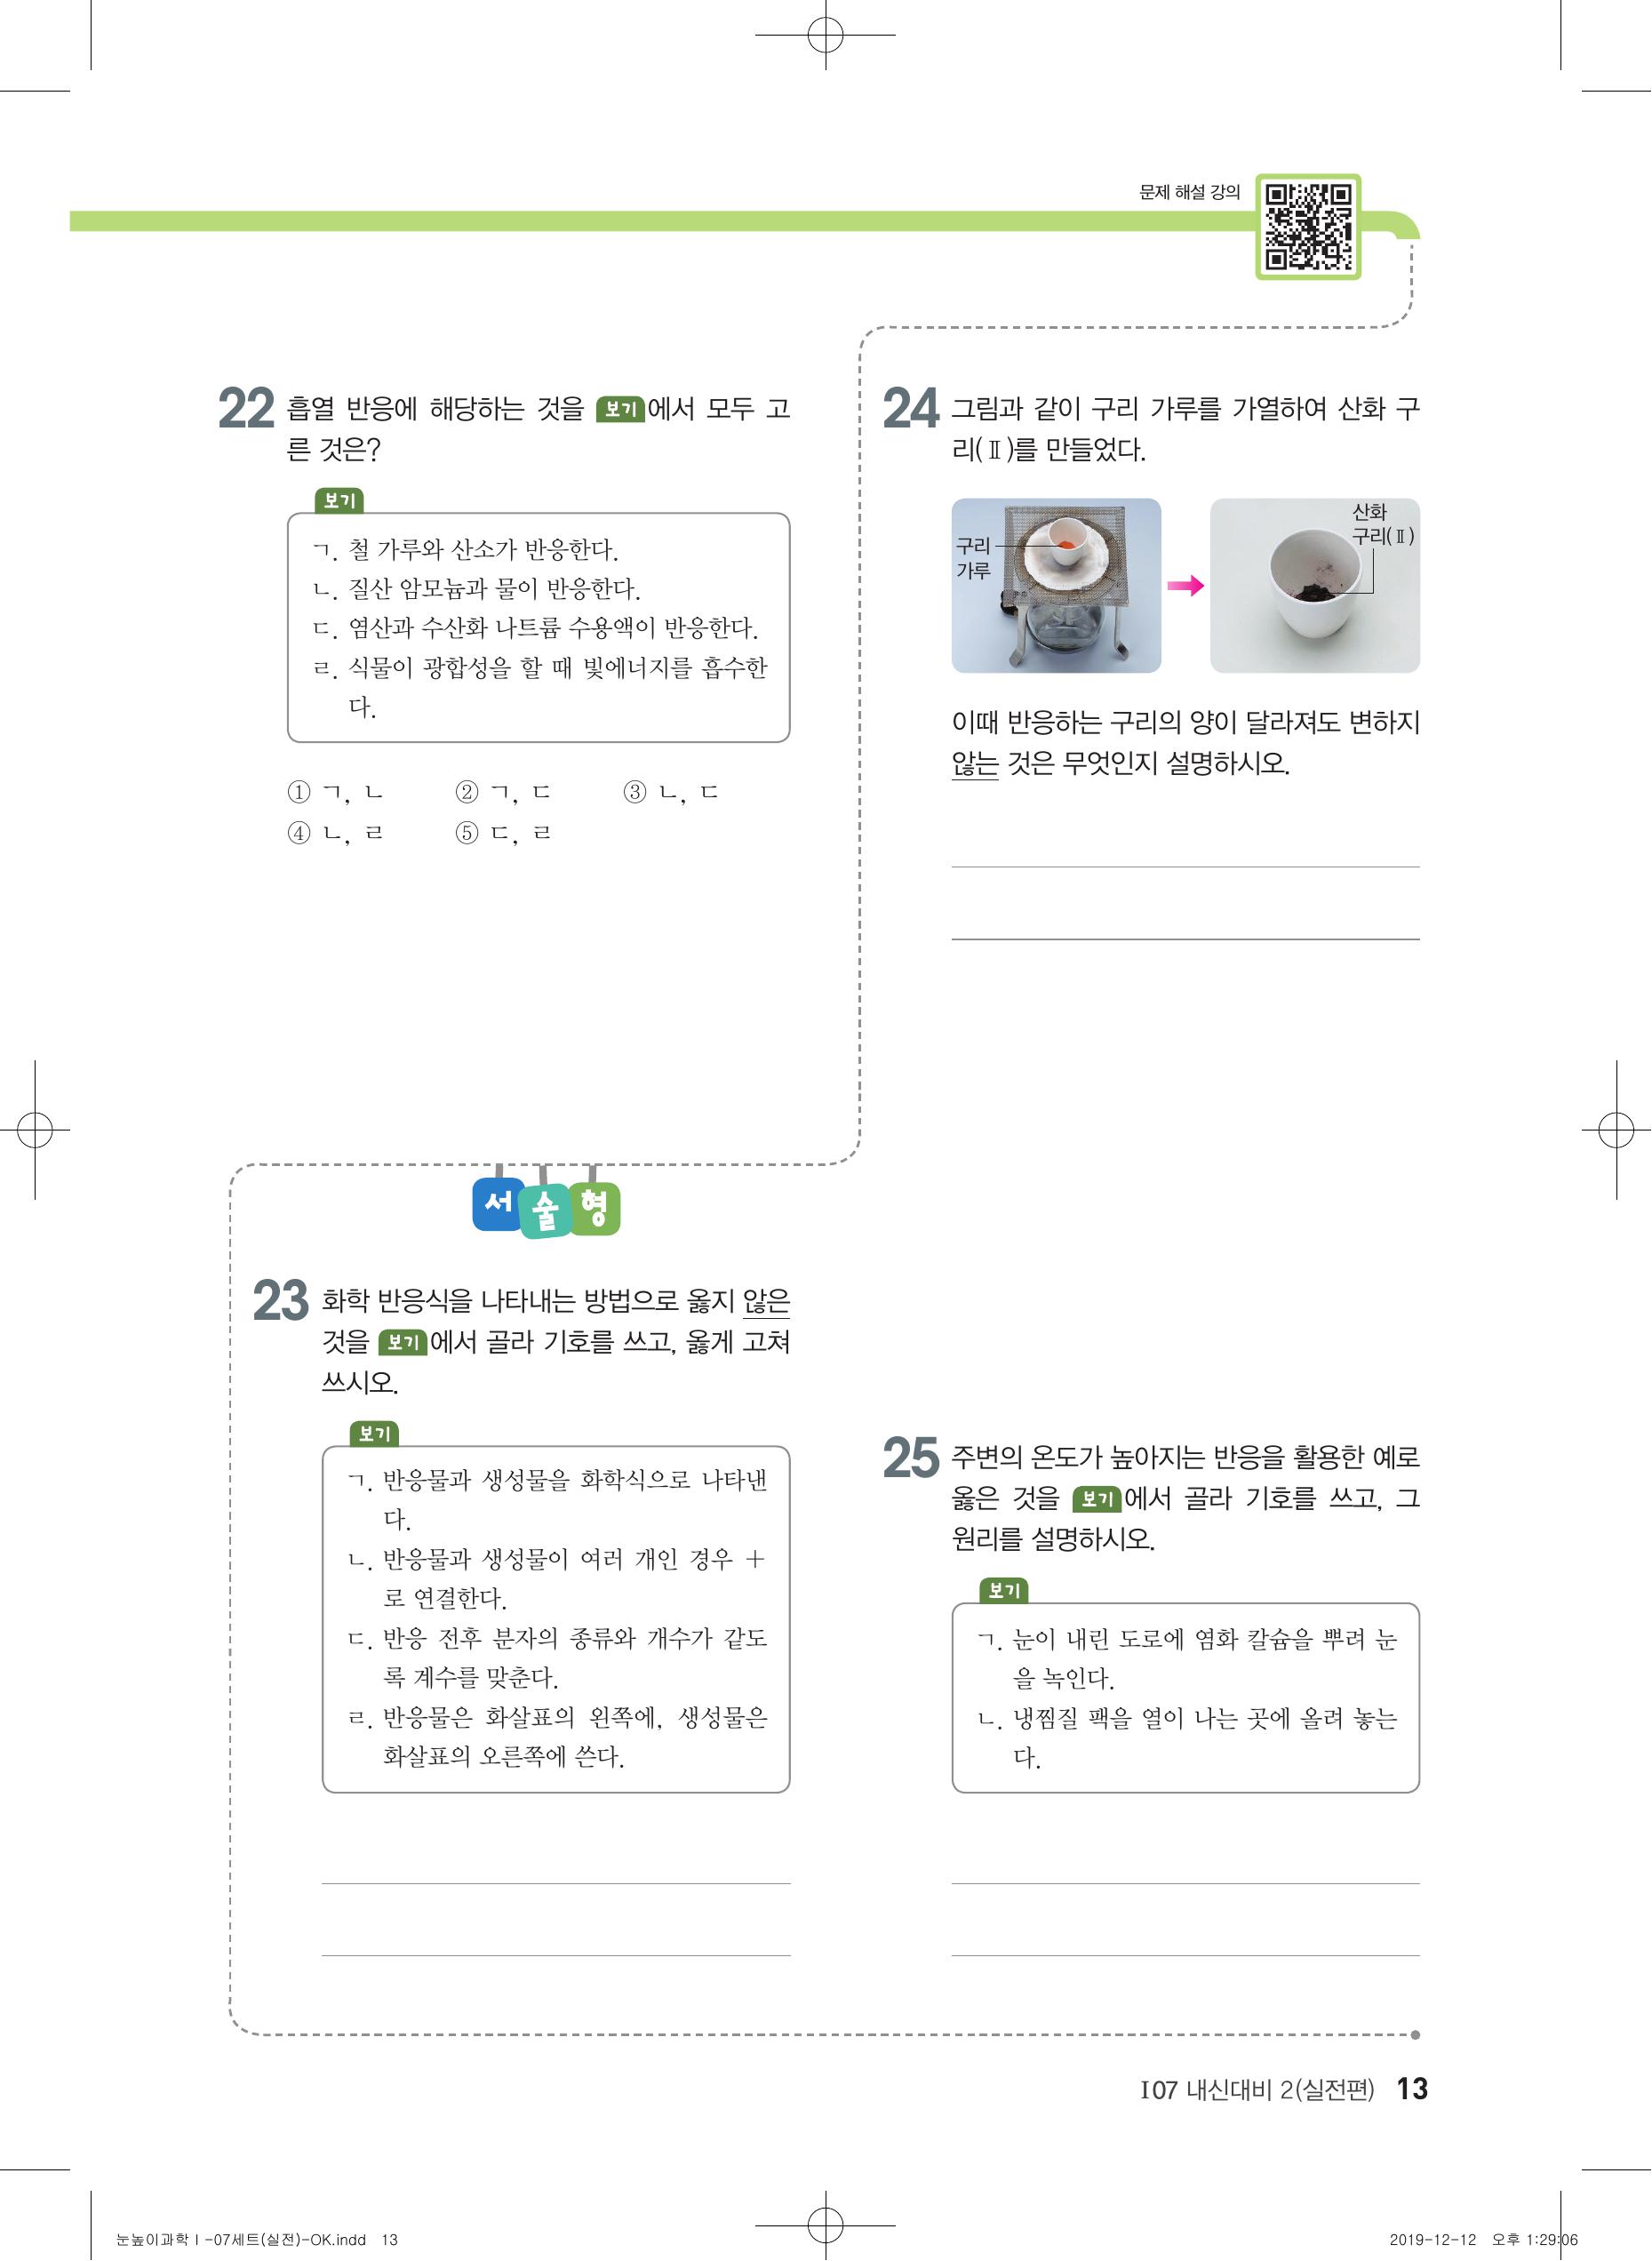 문제 해설 강의
22 흡열 반응에 해당하는 것을 보기 에서 모두 고
른 것은?
보기
ㄱ. 철 가루와 산소가 반응한다.
ㄴ. 질산 암모늄과 물이 반응한다.
ㄷ. 염산과 수산화 나트륨 수용액이 반응한다.
ㄹ. 식물이 광합성을 할 때 빛에너지를 흡수한
다.
① ㄱ, ㄴ ② ㄱ, ㄷ ③ ㄴ, ㄷ
④ ㄴ, ㄹ ⑤ ㄷ, ㄹ
서술형
23 화학 반응식을 나타내는 방법으로 옳지 않은
것을 보기 에서 골라 기호를 쓰고, 옳게 고쳐
쓰시오.
보기
ㄱ. 반응물과 생성물을 화학식으로 나타낸
다.
ㄴ. 반응물과 생성물이 여러 개인 경우 +
로 연결한다.
ㄷ. 반응 전후 분자의 종류와 개수가 같도
록 계수를 맞춘다.
ㄹ. 반응물은 화살표의 왼쪽에, 생성물은
화살표의 오른쪽에 쓴다.
24 그림과 같이 구리 가루를 가열하여 산화 구
리(Ⅱ)를 만들었다.
구리
가루
산화
구리(Ⅱ)
이때 반응하는 구리의 양이 달라져도 변하지
않는 것은 무엇인지 설명하시오.
25 주변의 온도가 높아지는 반응을 활용한 예로
옳은 것을 보기 에서 골라 기호를 쓰고, 그
원리를 설명하시오.
보기
ㄱ. 눈이 내린 도로에 염화 칼슘을 뿌려 눈
을 녹인다.
ㄴ. 냉찜질 팩을 열이 나는 곳에 올려 놓는
다.
Ⅰ07 내신대비 2(실전편) 13
눈높이과학Ⅰ-07세트(실전)-OK.indd 13
2019-12-12 오후 1:29:06